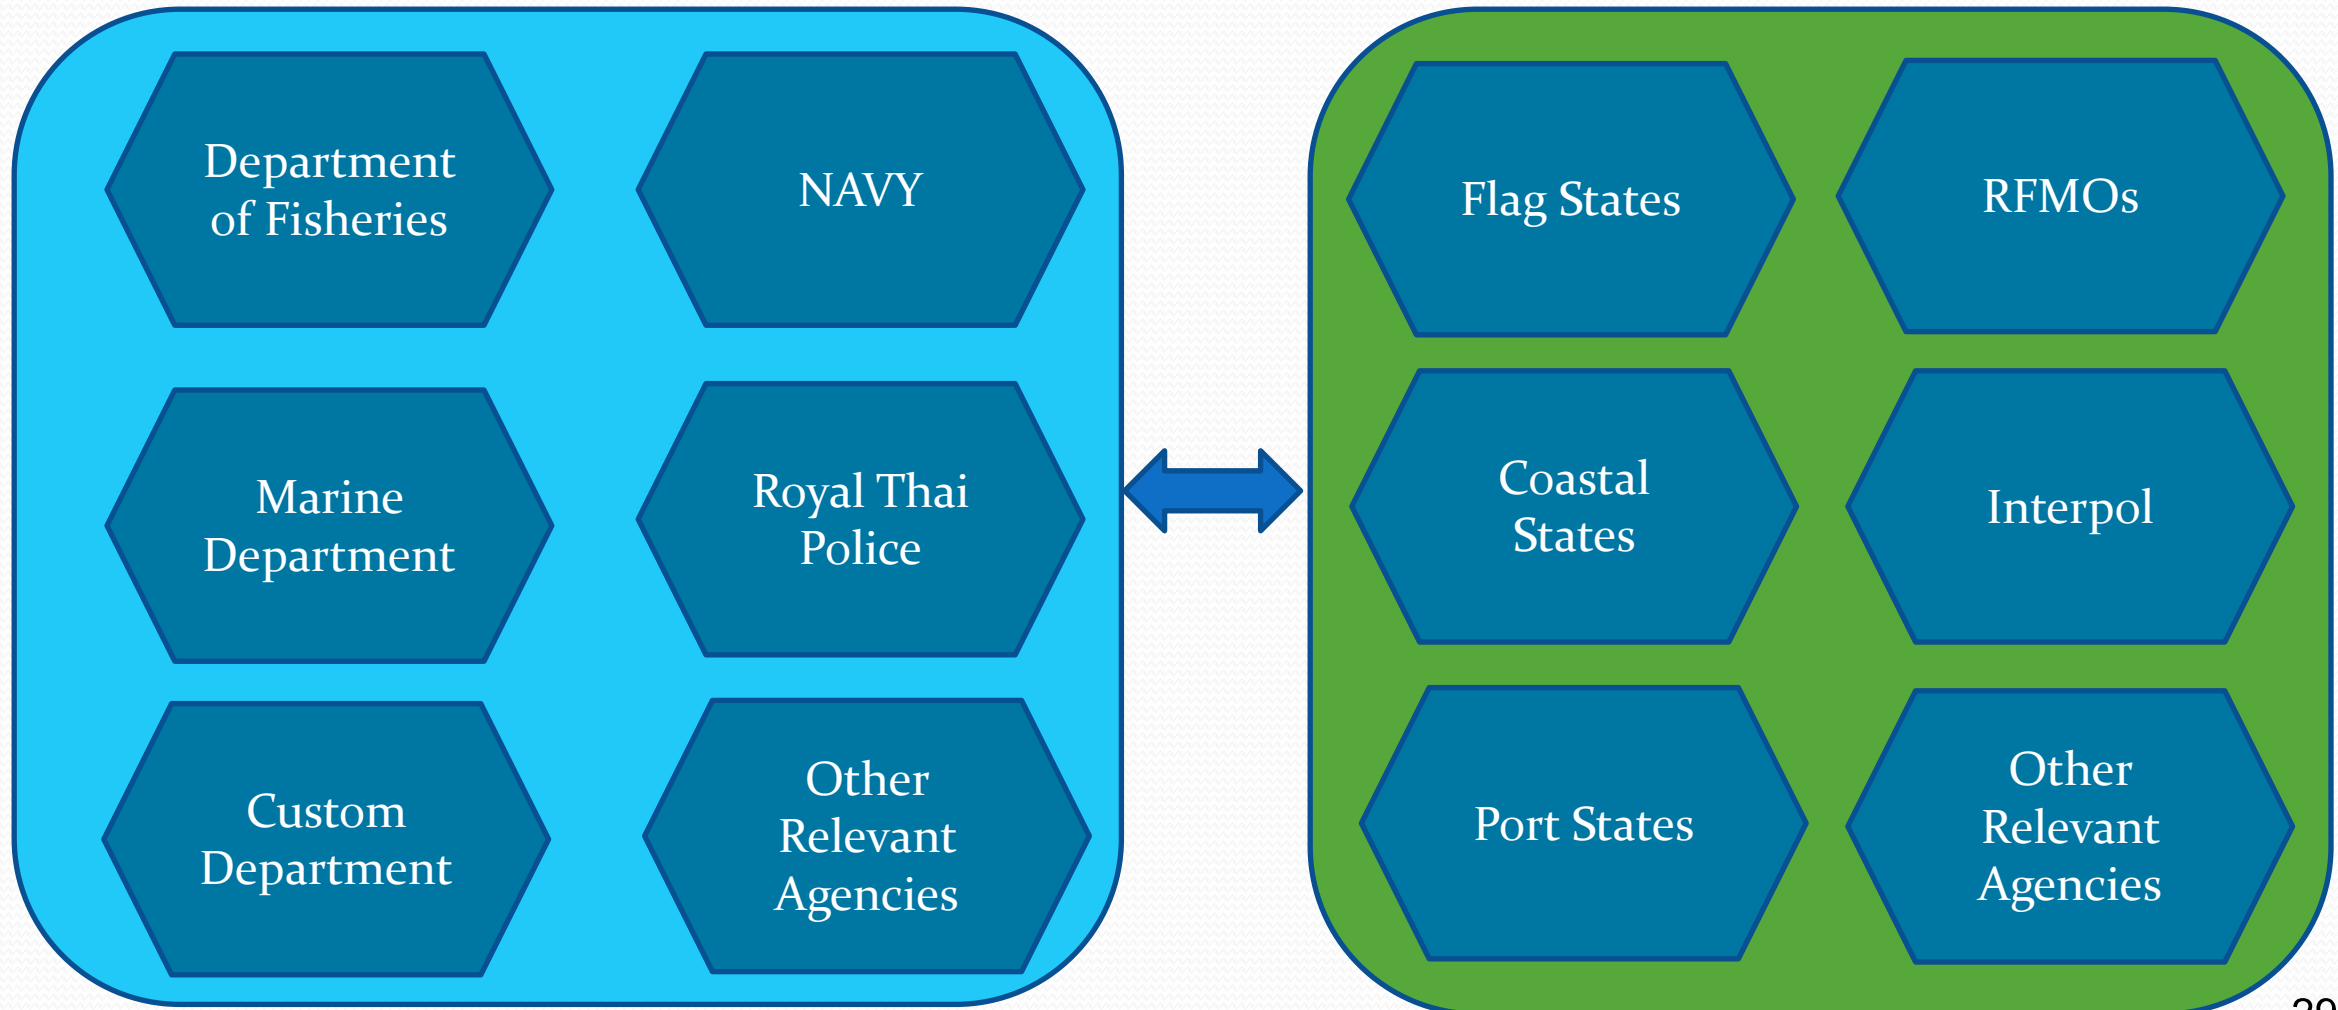 Department
of Fisheries
NAVY
Marine
Department
Royal Thai
Police
Custom
Department
Other
Relevant
Agencies
Flag States
RFMOs
Coastal
States
Interpol
Port States
Other
Relevant
Agencies